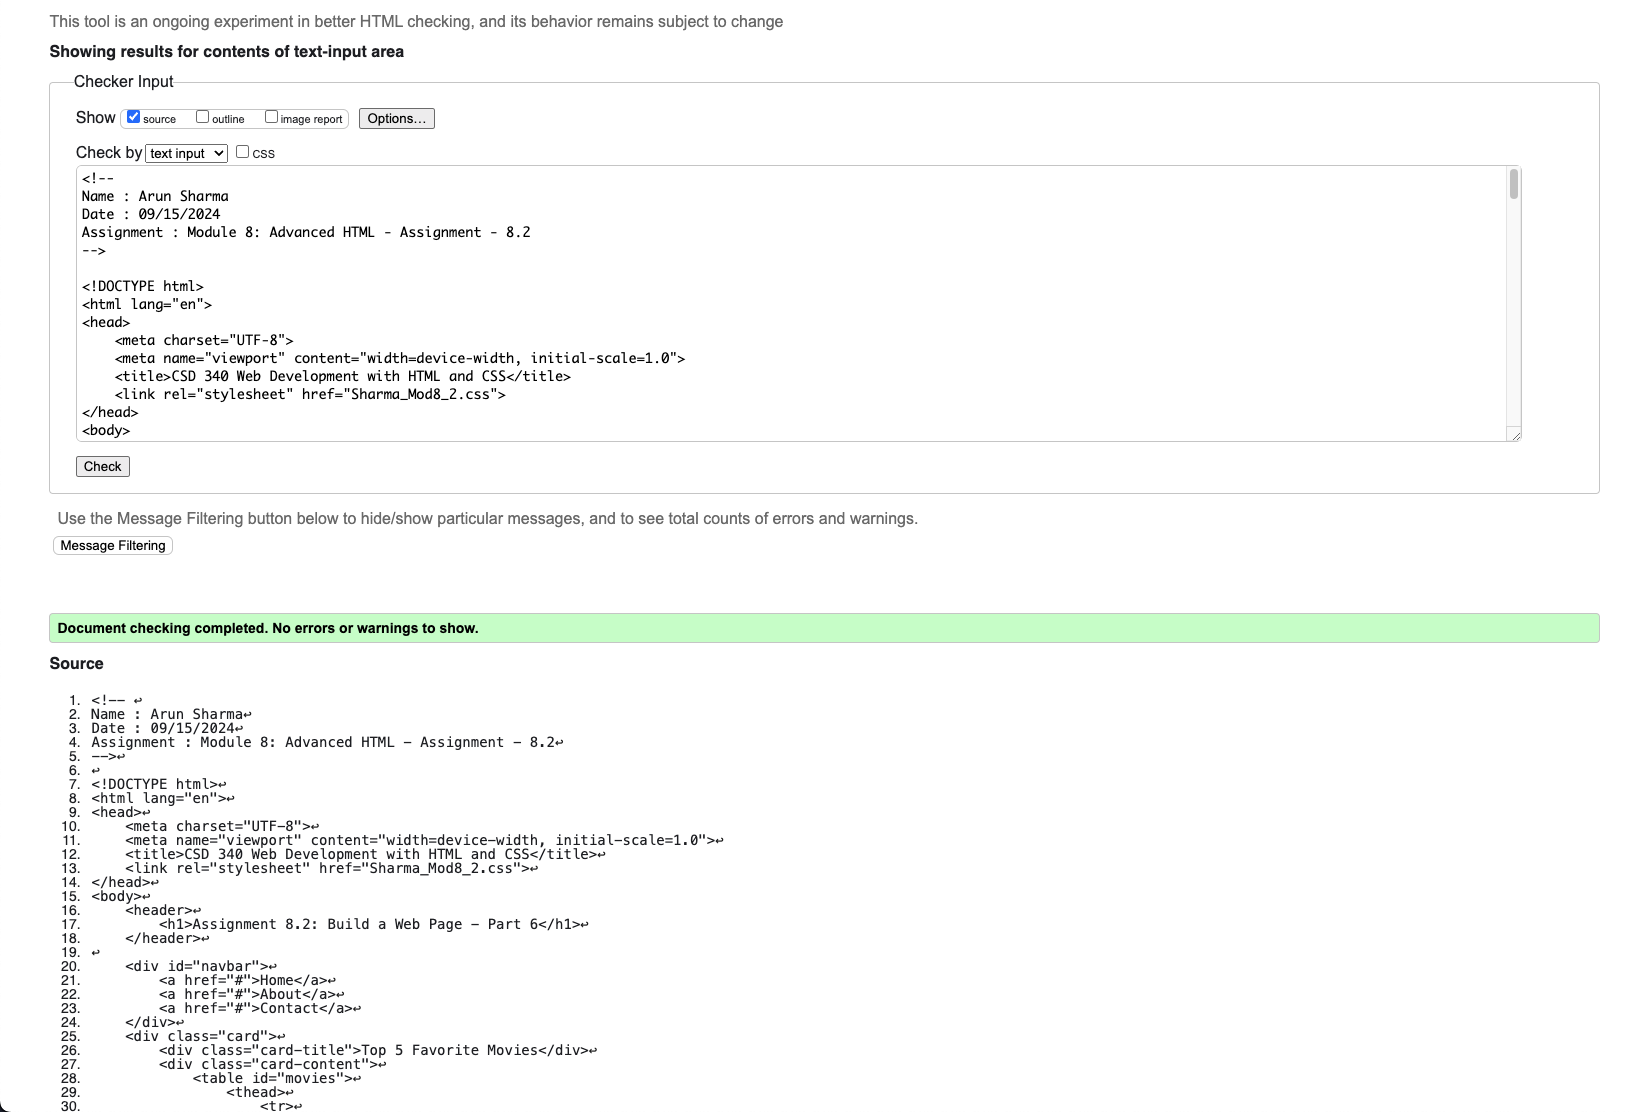 This tool is an ongoing experiment in better HTML checking, and its behavior remains subject to change
Showing results for contents of text-input area
Checker Input
Show source outline image report Options...
Check by text input CSS
<!--
Name : Arun Sharma
Date : 09/15/2024
Assignment : Module 8: Advanced HTML - Assignment - 8.2
-->
<!DOCTYPE html>
<html lang="en">
<head>
    <meta charset="UTF-8">
    <meta name="viewport" content="width=device-width, initial-scale=1.0">
    <title>CSD 340 Web Development with HTML and CSS</title>
    <link rel="stylesheet" href="Sharma_Mod8_2.css">
</head>
<body>
Check
Use the Message Filtering button below to hide/show particular messages, and to see total counts of errors and warnings.
Message Filtering
Document checking completed. No errors or warnings to show.
Source
1. <!-- ↩
2. Name : Arun Sharma↩
3. Date : 09/15/2024↩
4. Assignment : Module 8: Advanced HTML - Assignment - 8.2↩
5. -->↩
6. ↩
7. <!DOCTYPE html>↩
8. <html lang="en">↩
9. <head>↩
10.     <meta charset="UTF-8">↩
11.     <meta name="viewport" content="width=device-width, initial-scale=1.0">↩
12.     <title>CSD 340 Web Development with HTML and CSS</title>↩
13.     <link rel="stylesheet" href="Sharma_Mod8_2.css">↩
14. </head>↩
15. <body>↩
16.     <header>↩
17.         <h1>Assignment 8.2: Build a Web Page - Part 6</h1>↩
18.     </header>↩
19. ↩
20.     <div id="navbar">↩
21.         <a href="#">Home</a>↩
22.         <a href="#">About</a>↩
23.         <a href="#">Contact</a>↩
24.     </div>↩
25.     <div class="card">↩
26.         <div class="card-title">Top 5 Favorite Movies</div>↩
27.         <div class="card-content">↩
28.             <table id="movies">↩
29.                 <thead>↩
30.                     <tr>↩